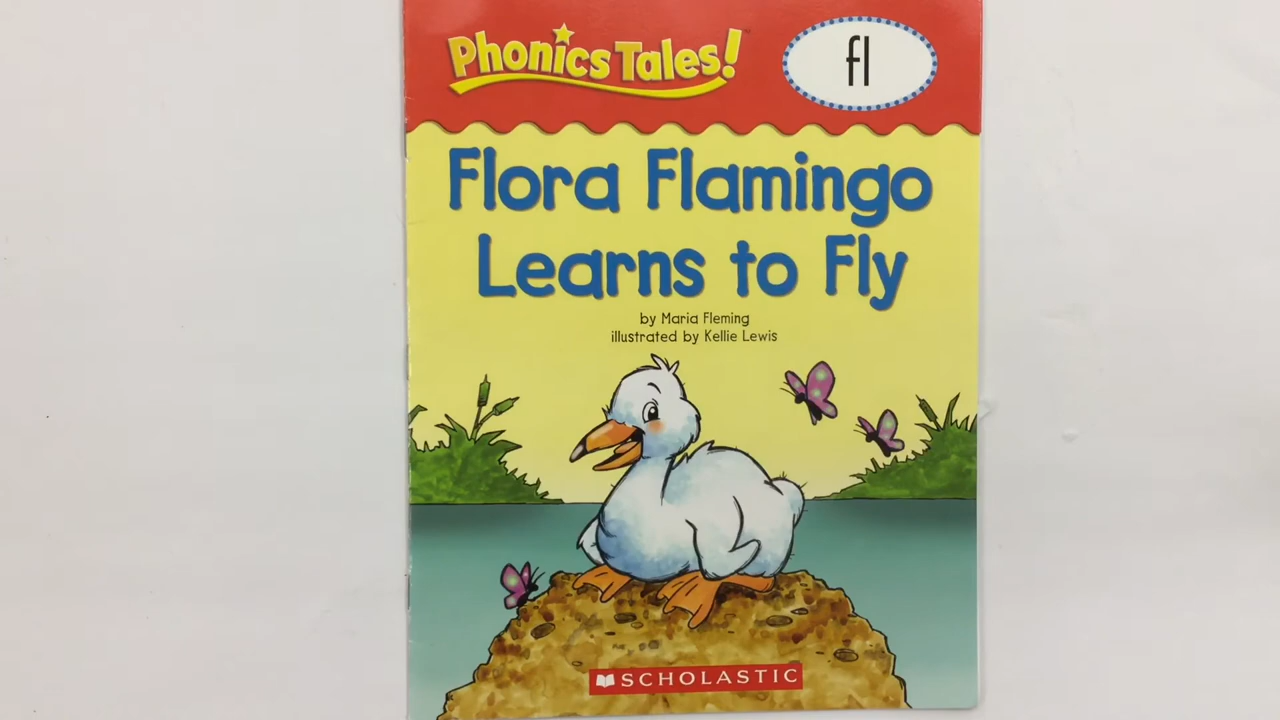 Phonics Tales!
fl
Flora Flamingo
Learns to Fly
by Maria Fleming
illustrated by Kellie Lewis
SCHOLASTIC